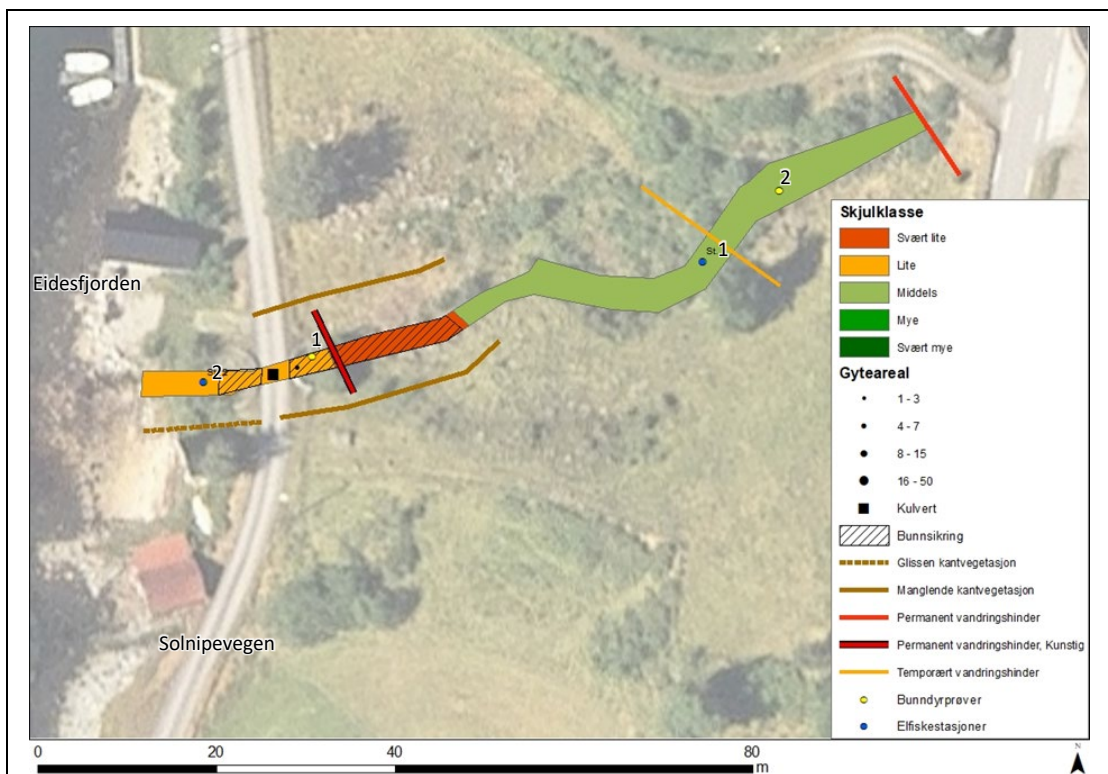 2
St. 1
Eidesfjorden
1
2
Solnipevegen
Skjulklasse
Svært lite
Lite
Middels
Mye
Svært mye
Gyteareal
1 - 3
4 - 7
8 - 15
16 - 50
Kulvert
Bunnsikring
Glissen kantvegetasjon
Manglende kantvegetasjon
Permanent vandringshinder
Permanent vandringshinder, Kunstig
Temporært vandringshinder
Bunndyrprøver
Elfiskestasjoner
0 20 40 80
m
N